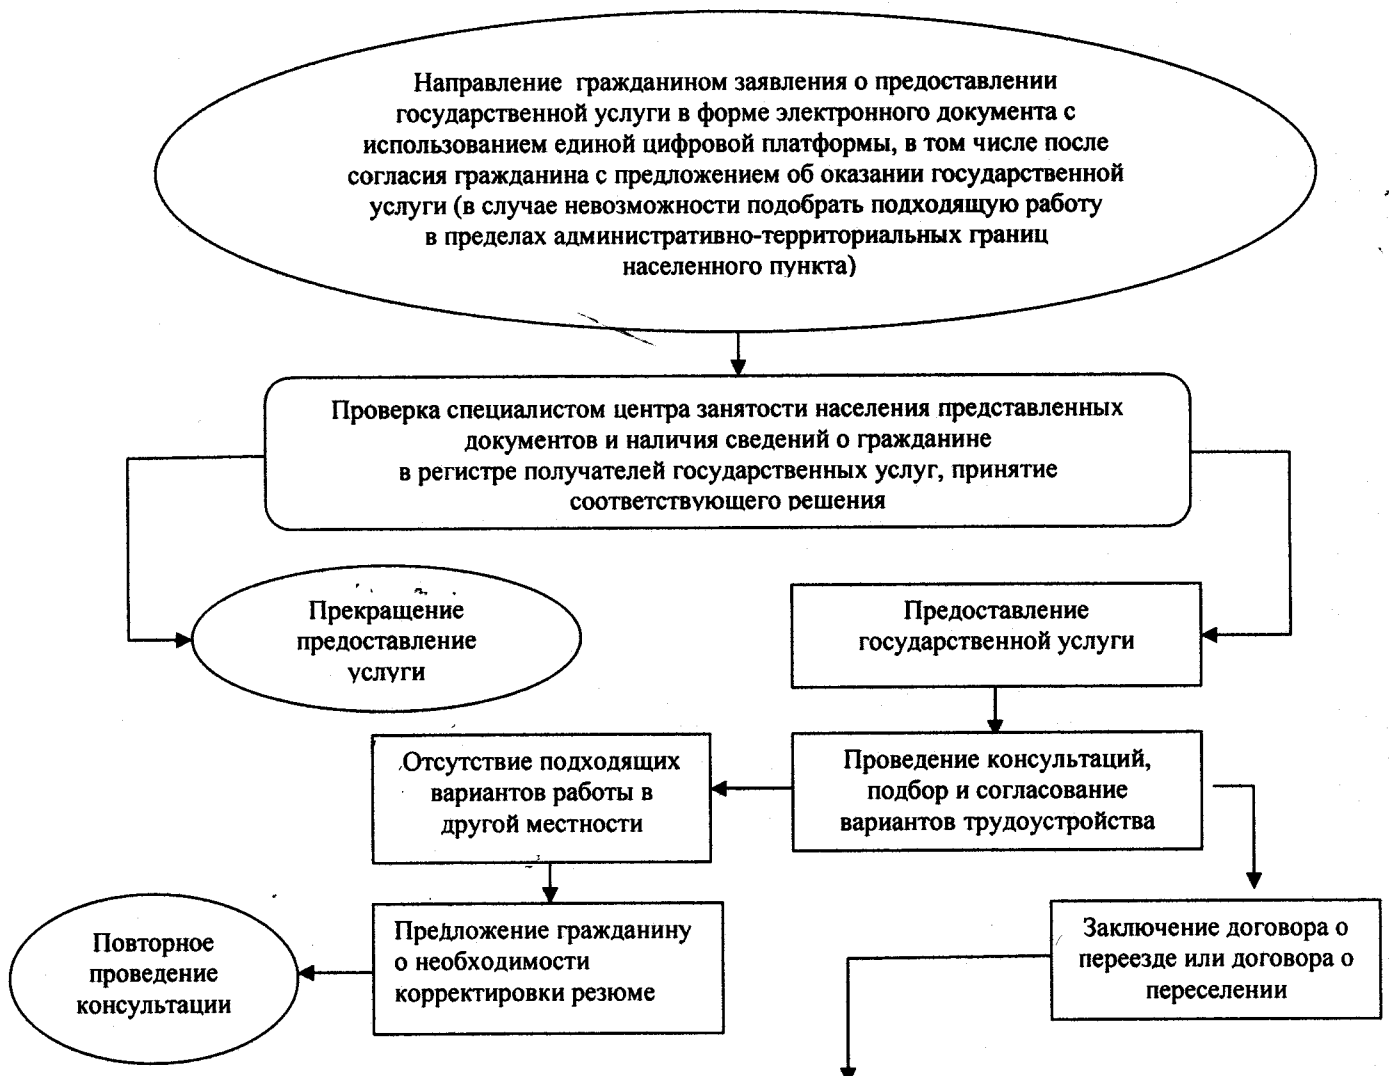 Направление гражданином заявления о предоставлении
государственной услуги в форме электронного документа с
использованием единой цифровой платформы, в том числе после
согласия гражданина с предложением об оказании государственной
услуги (в случае невозможности подобрать подходящую работу
в пределах административно-территориальных границ
населенного пункта)
Проверка специалистом центра занятости населения представленных
документов и наличия сведений о гражданине
в регистре получателей государственных услуг, принятие
соответствующего решения
Прекращение
предоставление
услуги
Предоставление
государственной услуги
Отсутствие подходящих
вариантов работы в
другой местности
Проведение консультаций,
подбор и согласование
вариантов трудоустройства
Повторное
проведение
консультации
Предложение гражданину
о необходимости
корректировки резюме
Заключение договора о
переезде или договора о
переселении